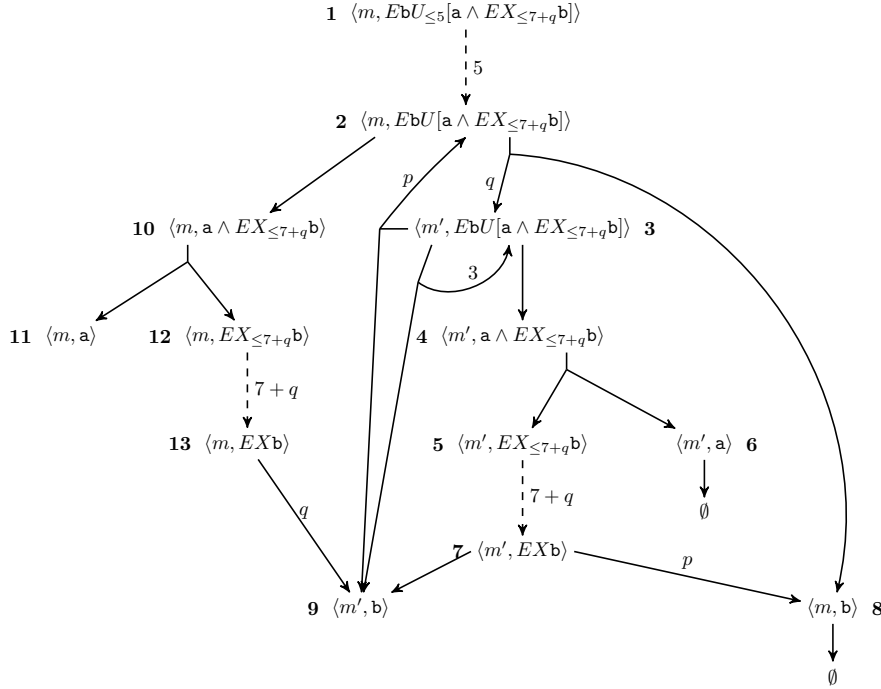 1 ⟨m, EbU≤5[a ∧ EX≤7+q b]⟩
5
2 ⟨m, EbU[a ∧ EX≤7+q b]⟩
p
q
10 ⟨m, a ∧ EX≤7+q b⟩
⟨m′, EbU[a ∧ EX≤7+q b]⟩ 3
3
11 ⟨m, a⟩
12 ⟨m, EX≤7+q b⟩
4 ⟨m′, a ∧ EX≤7+q b⟩
7 + q
13 ⟨m, EXb⟩
5 ⟨m′, EX≤7+q b⟩
⟨m′, a⟩ 6
7 + q
q
∅
7 ⟨m′, EXb⟩
p
9 ⟨m′, b⟩
⟨m, b⟩ 8
∅